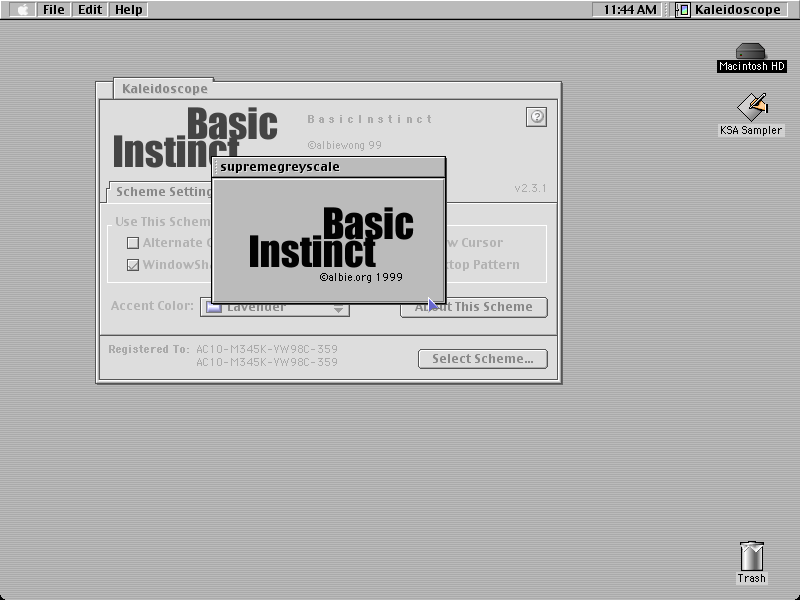 File Edit Help
11:44 AM
Kaleidoscope
Macintosh HD
KSA Sampler
Kaleidoscope
Basic
Instinct
BasicInstinct
©albiewong 99
?
v2.3.1
Scheme Setting
Use This Schem
Alternate
WindowSh
w Cursor
top Pattern
Accent Color:
Lavender
About This Scheme
supremegreyscale
Basic
Instinct
©albie.org 1999
Registered To: AC10-M345K-YW98C-359
AC10-M345K-YW98C-359
Select Scheme...
Trash